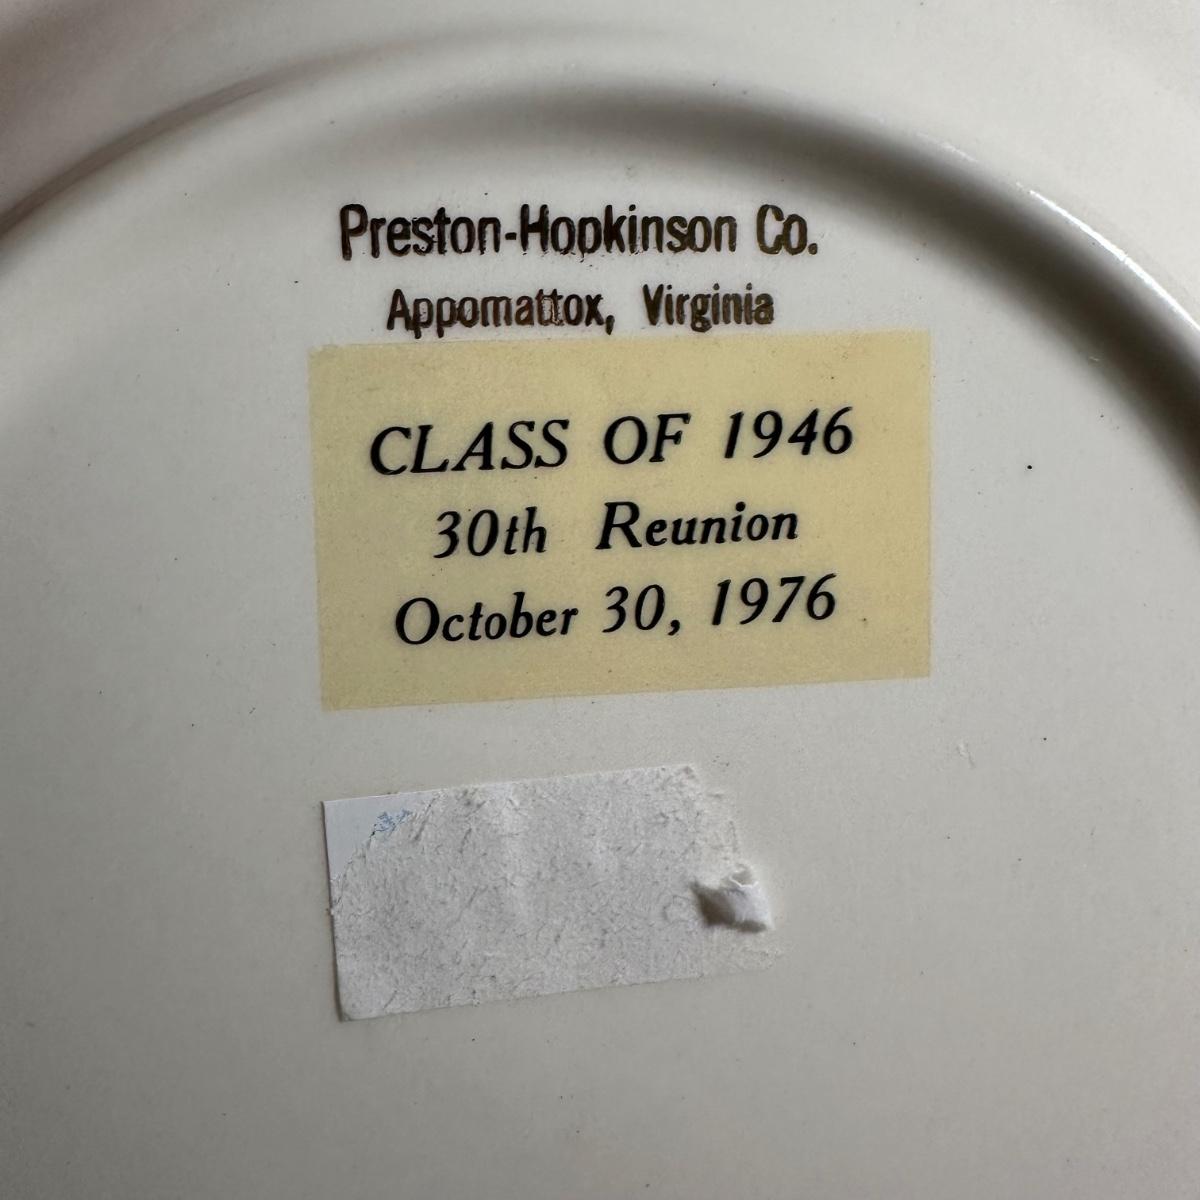 Preston-Hopkinson Co.
Appomattox, Virginia
CLASS OF 1946
30th Reunion
October 30, 1976